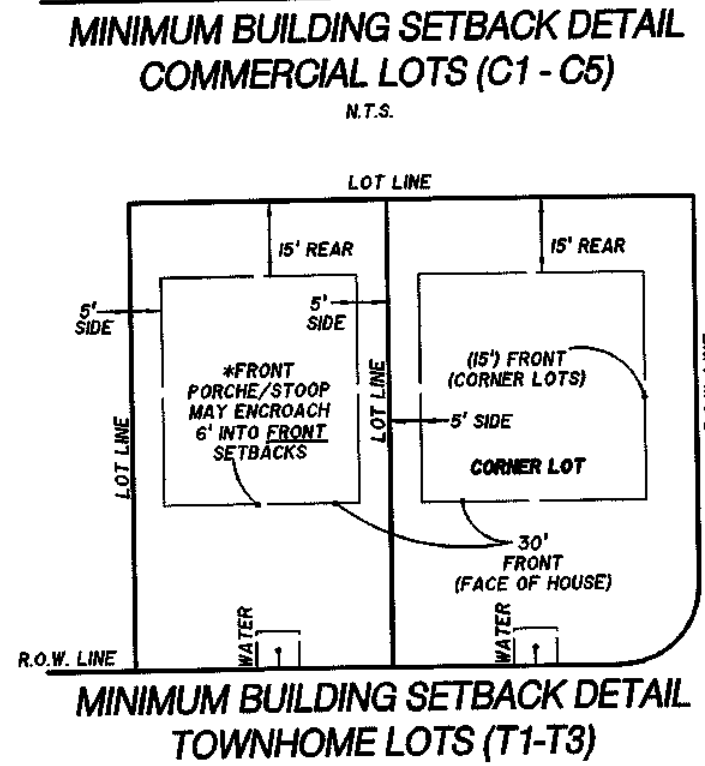 MINIMUM BUILDING SETBACK DETAIL
COMMERCIAL LOTS (C1 - C5)
N.T.S.
LOT LINE
15' REAR
15' REAR
5'
SIDE
5'
SIDE
*FRONT
PORCHE/STOOP
MAY ENCROACH
6' INTO FRONT
SETBACKS
(15') FRONT
(CORNER LOTS)
LOT LINE
LOT LINE
5' SIDE
CORNER LOT
30'
FRONT
(FACE OF HOUSE)
WATER
WATER
R.O.W. LINE
MINIMUM BUILDING SETBACK DETAIL
TOWNHOME LOTS (T1-T3)